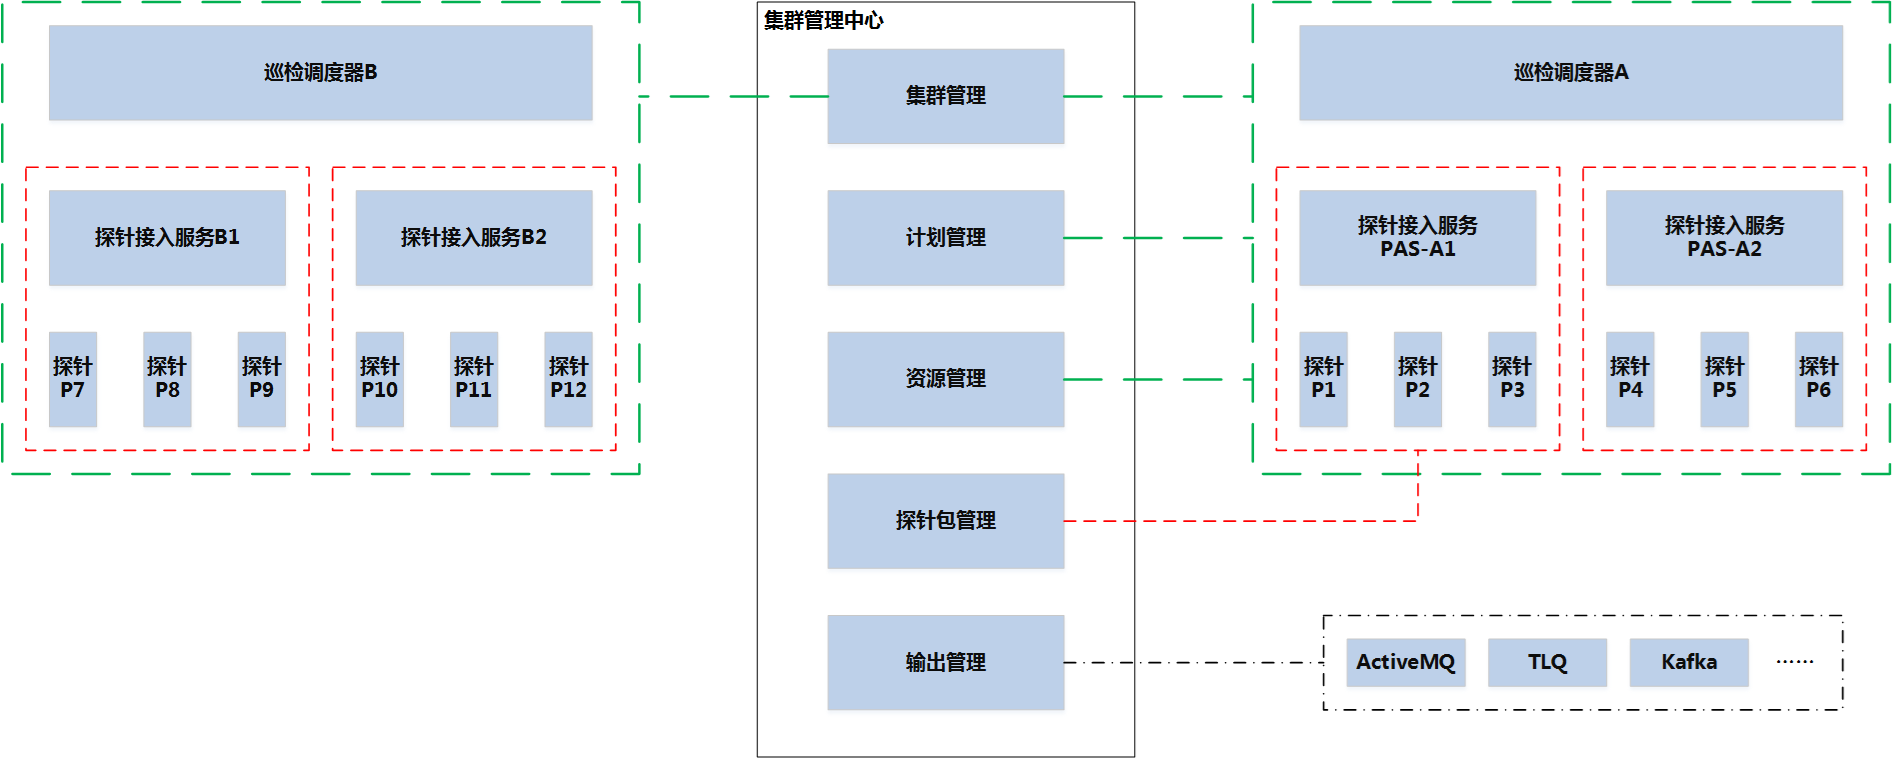 巡检调度器B
探针接入服务B1
探针接入服务B2
探针
P7
探针
P8
探针
P9
探针
P10
探针
P11
探针
P12
集群管理中心
集群管理
计划管理
资源管理
探针包管理
输出管理
巡检调度器A
探针接入服务
PAS-A1
探针接入服务
PAS-A2
探针
P1
探针
P2
探针
P3
探针
P4
探针
P5
探针
P6
ActiveMQ
TLQ
Kafka
……